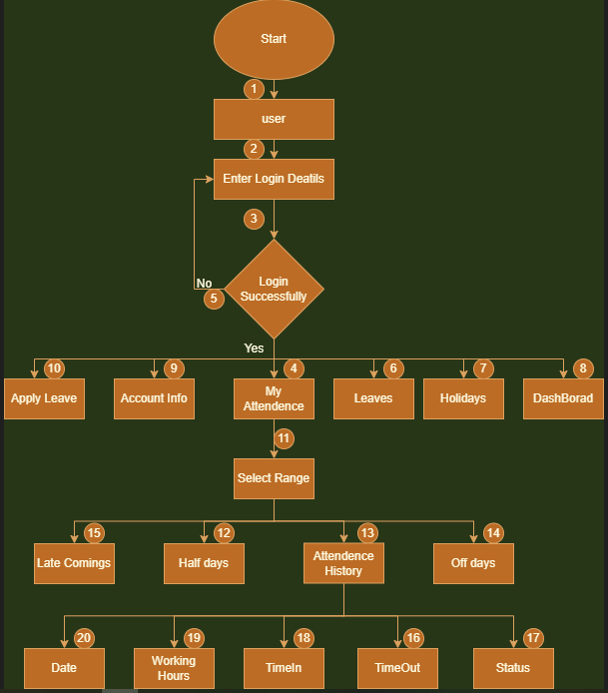 Start
1
user
2
Enter Login Deatils
3
Login
Successfully
No
5
Yes
10
9
4
6
7
8
Apply Leave
Account Info
My
Attendence
Leaves
Holidays
DashBorad
11
Select Range
15
12
13
14
Late Comings
Half days
Attendence
History
Off days
20
19
18
16
17
Date
Working
Hours
TimeIn
TimeOut
Status